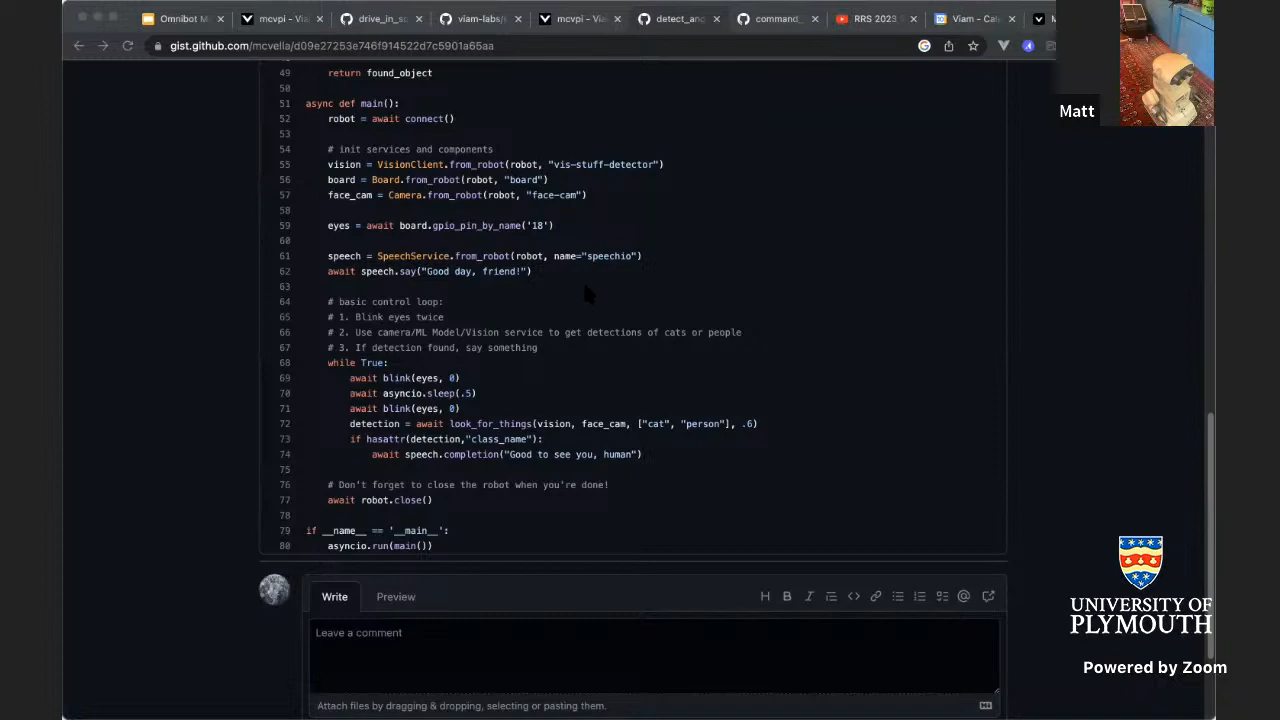 Omnibot M
mcvpi - Via
drive_in_sq
viam-labs/
mcvpi - Via
detect_anc
command_
RRS 2023
Viam - Cale
gist.github.com/mcvella/d09e27253e746f914522d7c5901a65aa
Matt
49 return found_object
50
51 async def main():
52 robot = await connect()
53
54 # init services and components
55 vision = VisionClient.from_robot(robot, "vis-stuff-detector")
56 board = Board.from_robot(robot, "board")
57 face_cam = Camera.from_robot(robot, "face-cam")
58
59 eyes = await board.gpio_pin_by_name('18')
60
61 speech = SpeechService.from_robot(robot, name="speechio")
62 await speech.say("Good day, friend!")
63
64 # basic control loop:
65 # 1. Blink eyes twice
66 # 2. Use camera/ML Model/Vision service to get detections of cats or people
67 # 3. If detection found, say something
68 while True:
69 await blink(eyes, 0)
70 await asyncio.sleep(.5)
71 await blink(eyes, 0)
72 detection = await look_for_things(vision, face_cam, ["cat", "person"], .6)
73 if hasattr(detection,"class_name"):
74 await speech.completion("Good to see you, human")
75
76 # Don't forget to close the robot when you're done!
77 await robot.close()
78
79 if __name__ == '__main__':
80 asyncio.run(main())
Write Preview
Leave a comment
Attach files by dragging & dropping, selecting or pasting them.
UNIVERSITY OF
PLYMOUTH
Powered by Zoom